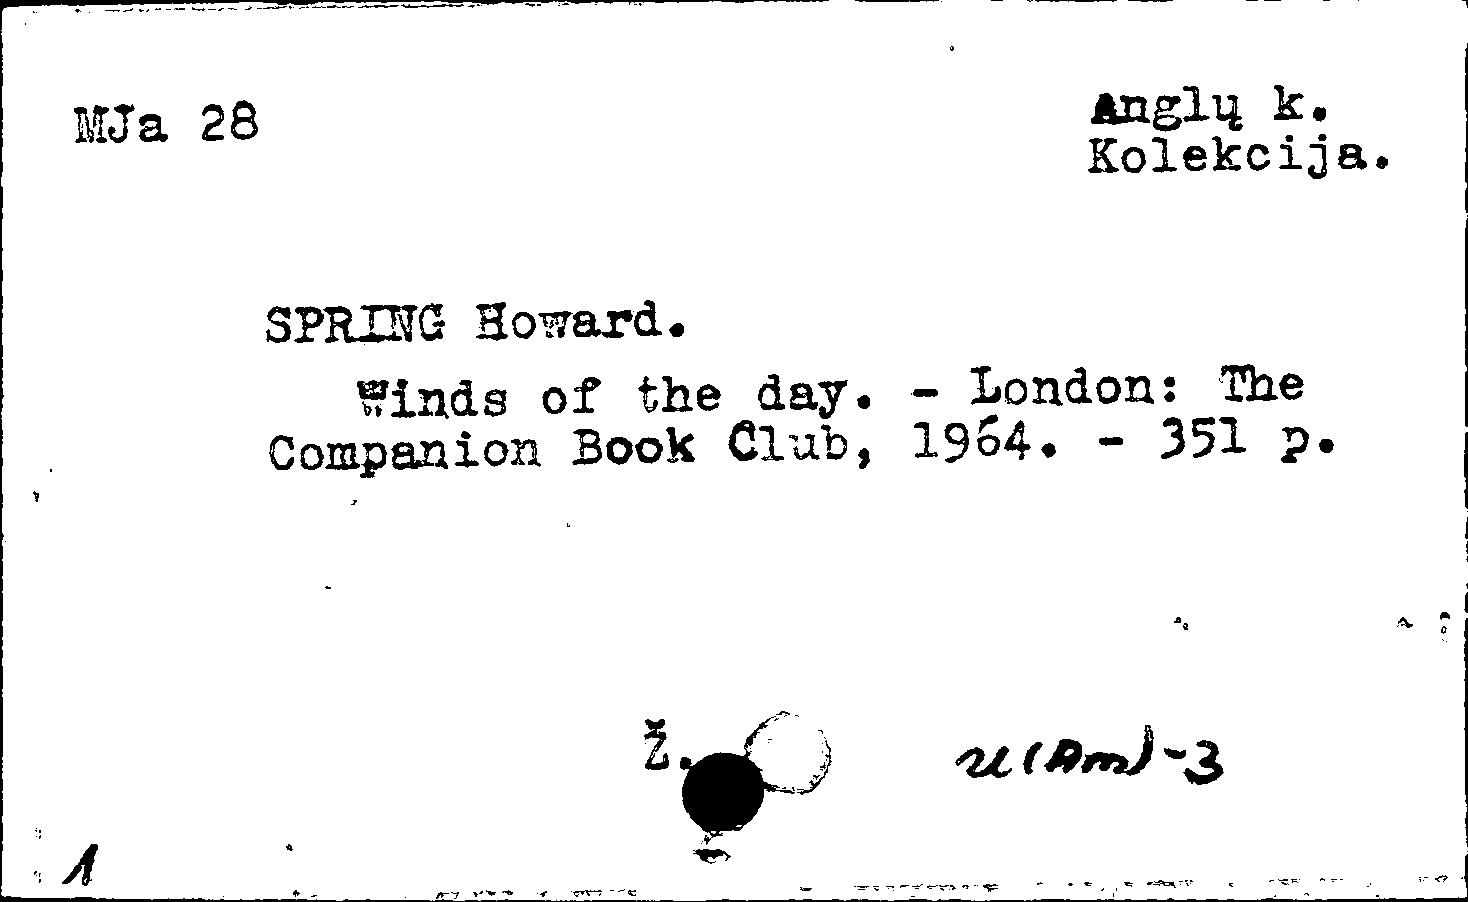 MJa 28
Anglų k.
Kolekcija.
SPRING Howard.
Winds of the day. - London: The
Companion Book Club, 1964. - 351 p.
Ž.
И(Ам)-3
1